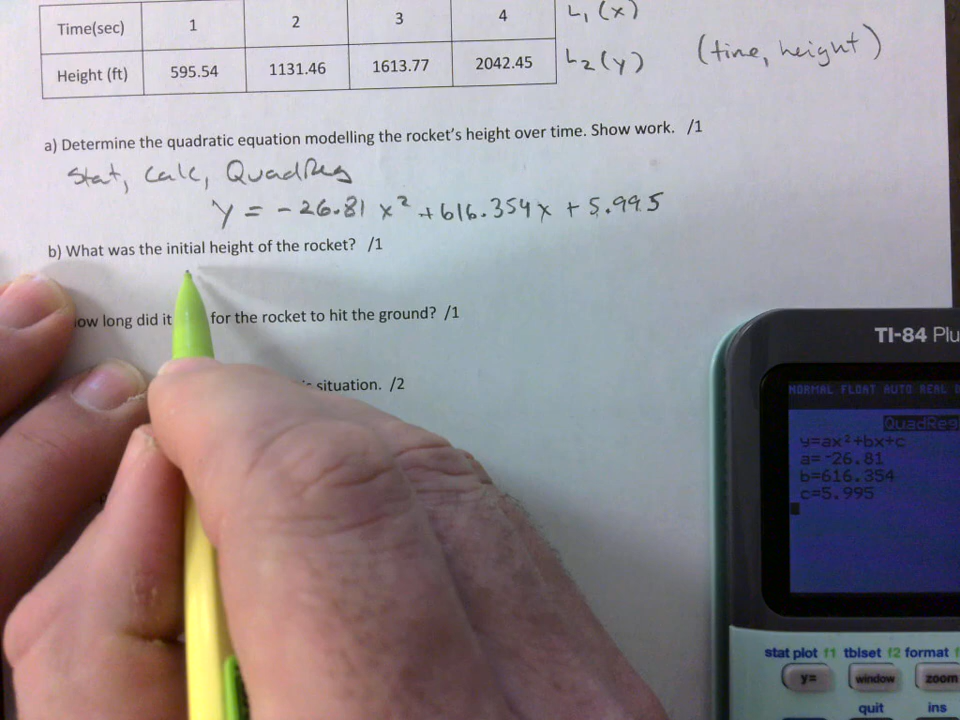 Time(sec) 1 2 3 4 L1 (x)
Height (ft) 595.54 1131.46 1613.77 2042.45 L2 (y) (time, height)
a) Determine the quadratic equation modelling the rocket's height over time. Show work. /1
Stat, Calc, QuadReg
y = -26.81 x² + 616.354x + 5.995
b) What was the initial height of the rocket? /1
long did it for the rocket to hit the ground? /1
situation. /2
TI-84 Plu
NORMAL FLOAT AUTO REAL
QuadReg
y=ax²+bx+c
a=-26.81
b=616.354
c=5.995
stat plot f1 tblset f2 format
y= window zoom
quit ins